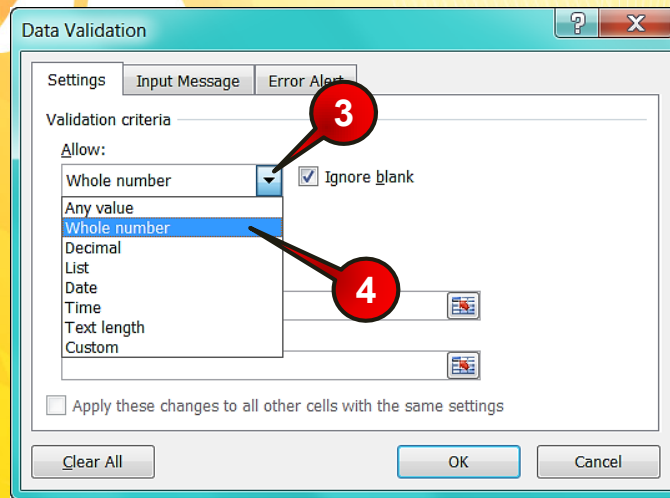 Data Validation
?
X
Settings
Input Message
Error Alert
3
Validation criteria
Allow:
Whole number
Ignore blank
Any value
Whole number
Decimal
List
Date
4
Time
Text length
Custom
Apply these changes to all other cells with the same settings
Clear All
OK
Cancel